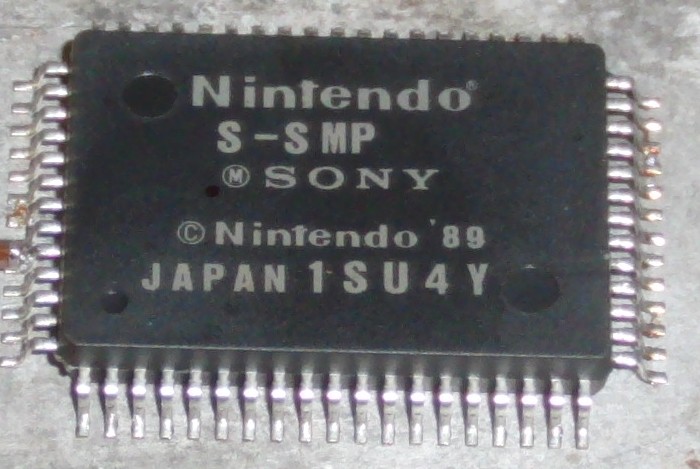 Nintendo®
S-SMP
Ⓜ SONY
© Nintendo '89
JAPAN 1SU4Y